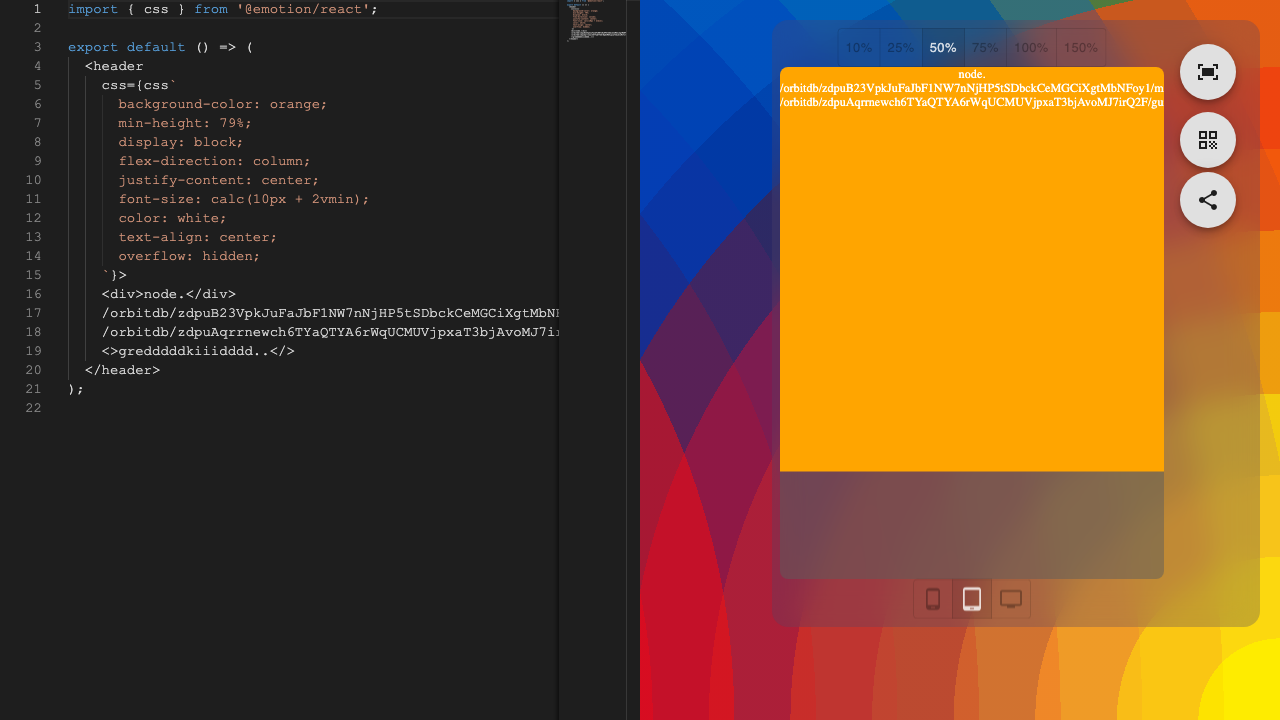 1 import { css } from '@emotion/react';
2
3 export default () => (
4 <header
5 css={css`
6 background-color: orange;
7 min-height: 79%;
8 display: block;
9 flex-direction: column;
10 justify-content: center;
11 font-size: calc(10px + 2vmin);
12 color: white;
13 text-align: center;
14 overflow: hidden;
15 `}>
16 <div>node.</div>
17 /orbitdb/zdpuB23VpkJuFaJbF1NW7nNjHP5tSDbckCeMGCiXgtMbN
18 /orbitdb/zdpuAqrrnewch6TYaQTYA6rWqUCMUVjpxaT3bjAvoMJ7i
19 <>gredddddkiiidddd..</>
20 </header>
21 );
22
10% 25% 50% 75% 100% 150%
node.
/orbitdb/zdpuB23VpkJuFaJbF1NW7nNjHP5tSDbckCeMGCiXgtMbNFoy1/m
/orbitdb/zdpuAqrrnewch6TYaQTYA6rWqUCMUVjpxaT3bjAvoMJ7irQ2F/gu